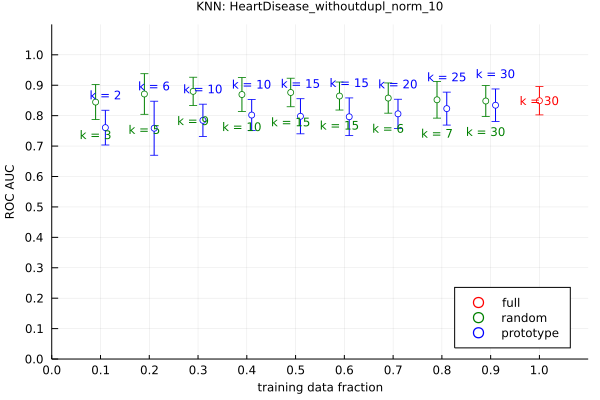 KNN: HeartDisease_withoutdupl_norm_10
ROC AUC
1.0
0.9
0.8
0.7
0.6
0.5
0.4
0.3
0.2
0.1
0.0
k = 2
k = 6
k = 10
k = 10
k = 15
k = 15
k = 20
k = 25
k = 30
k = 30
k = 3
k = 5
k = 9
k = 10
k = 15
k = 15
k = 6
k = 7
k = 30
full
random
prototype
0.0
0.1
0.2
0.3
0.4
0.5
0.6
0.7
0.8
0.9
1.0
training data fraction